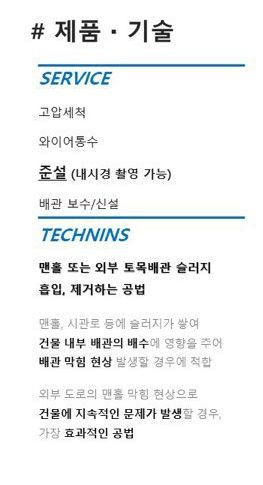 # 제품 · 기술
SERVICE
고압세척
와이어통수
준설 (내시경 촬영 가능)
배관 보수/신설
TECHNINS
맨홀 또는 외부 토목배관 슬러지
흡입, 제거하는 공법
맨홀, 시관로 등에 슬러지가 쌓여
건물 내부 배관의 배수에 영향을 주어
배관 막힘 현상 발생할 경우에 적합
외부 도로의 맨홀 막힘 현상으로
건물에 지속적인 문제가 발생할 경우,
가장 효과적인 공법